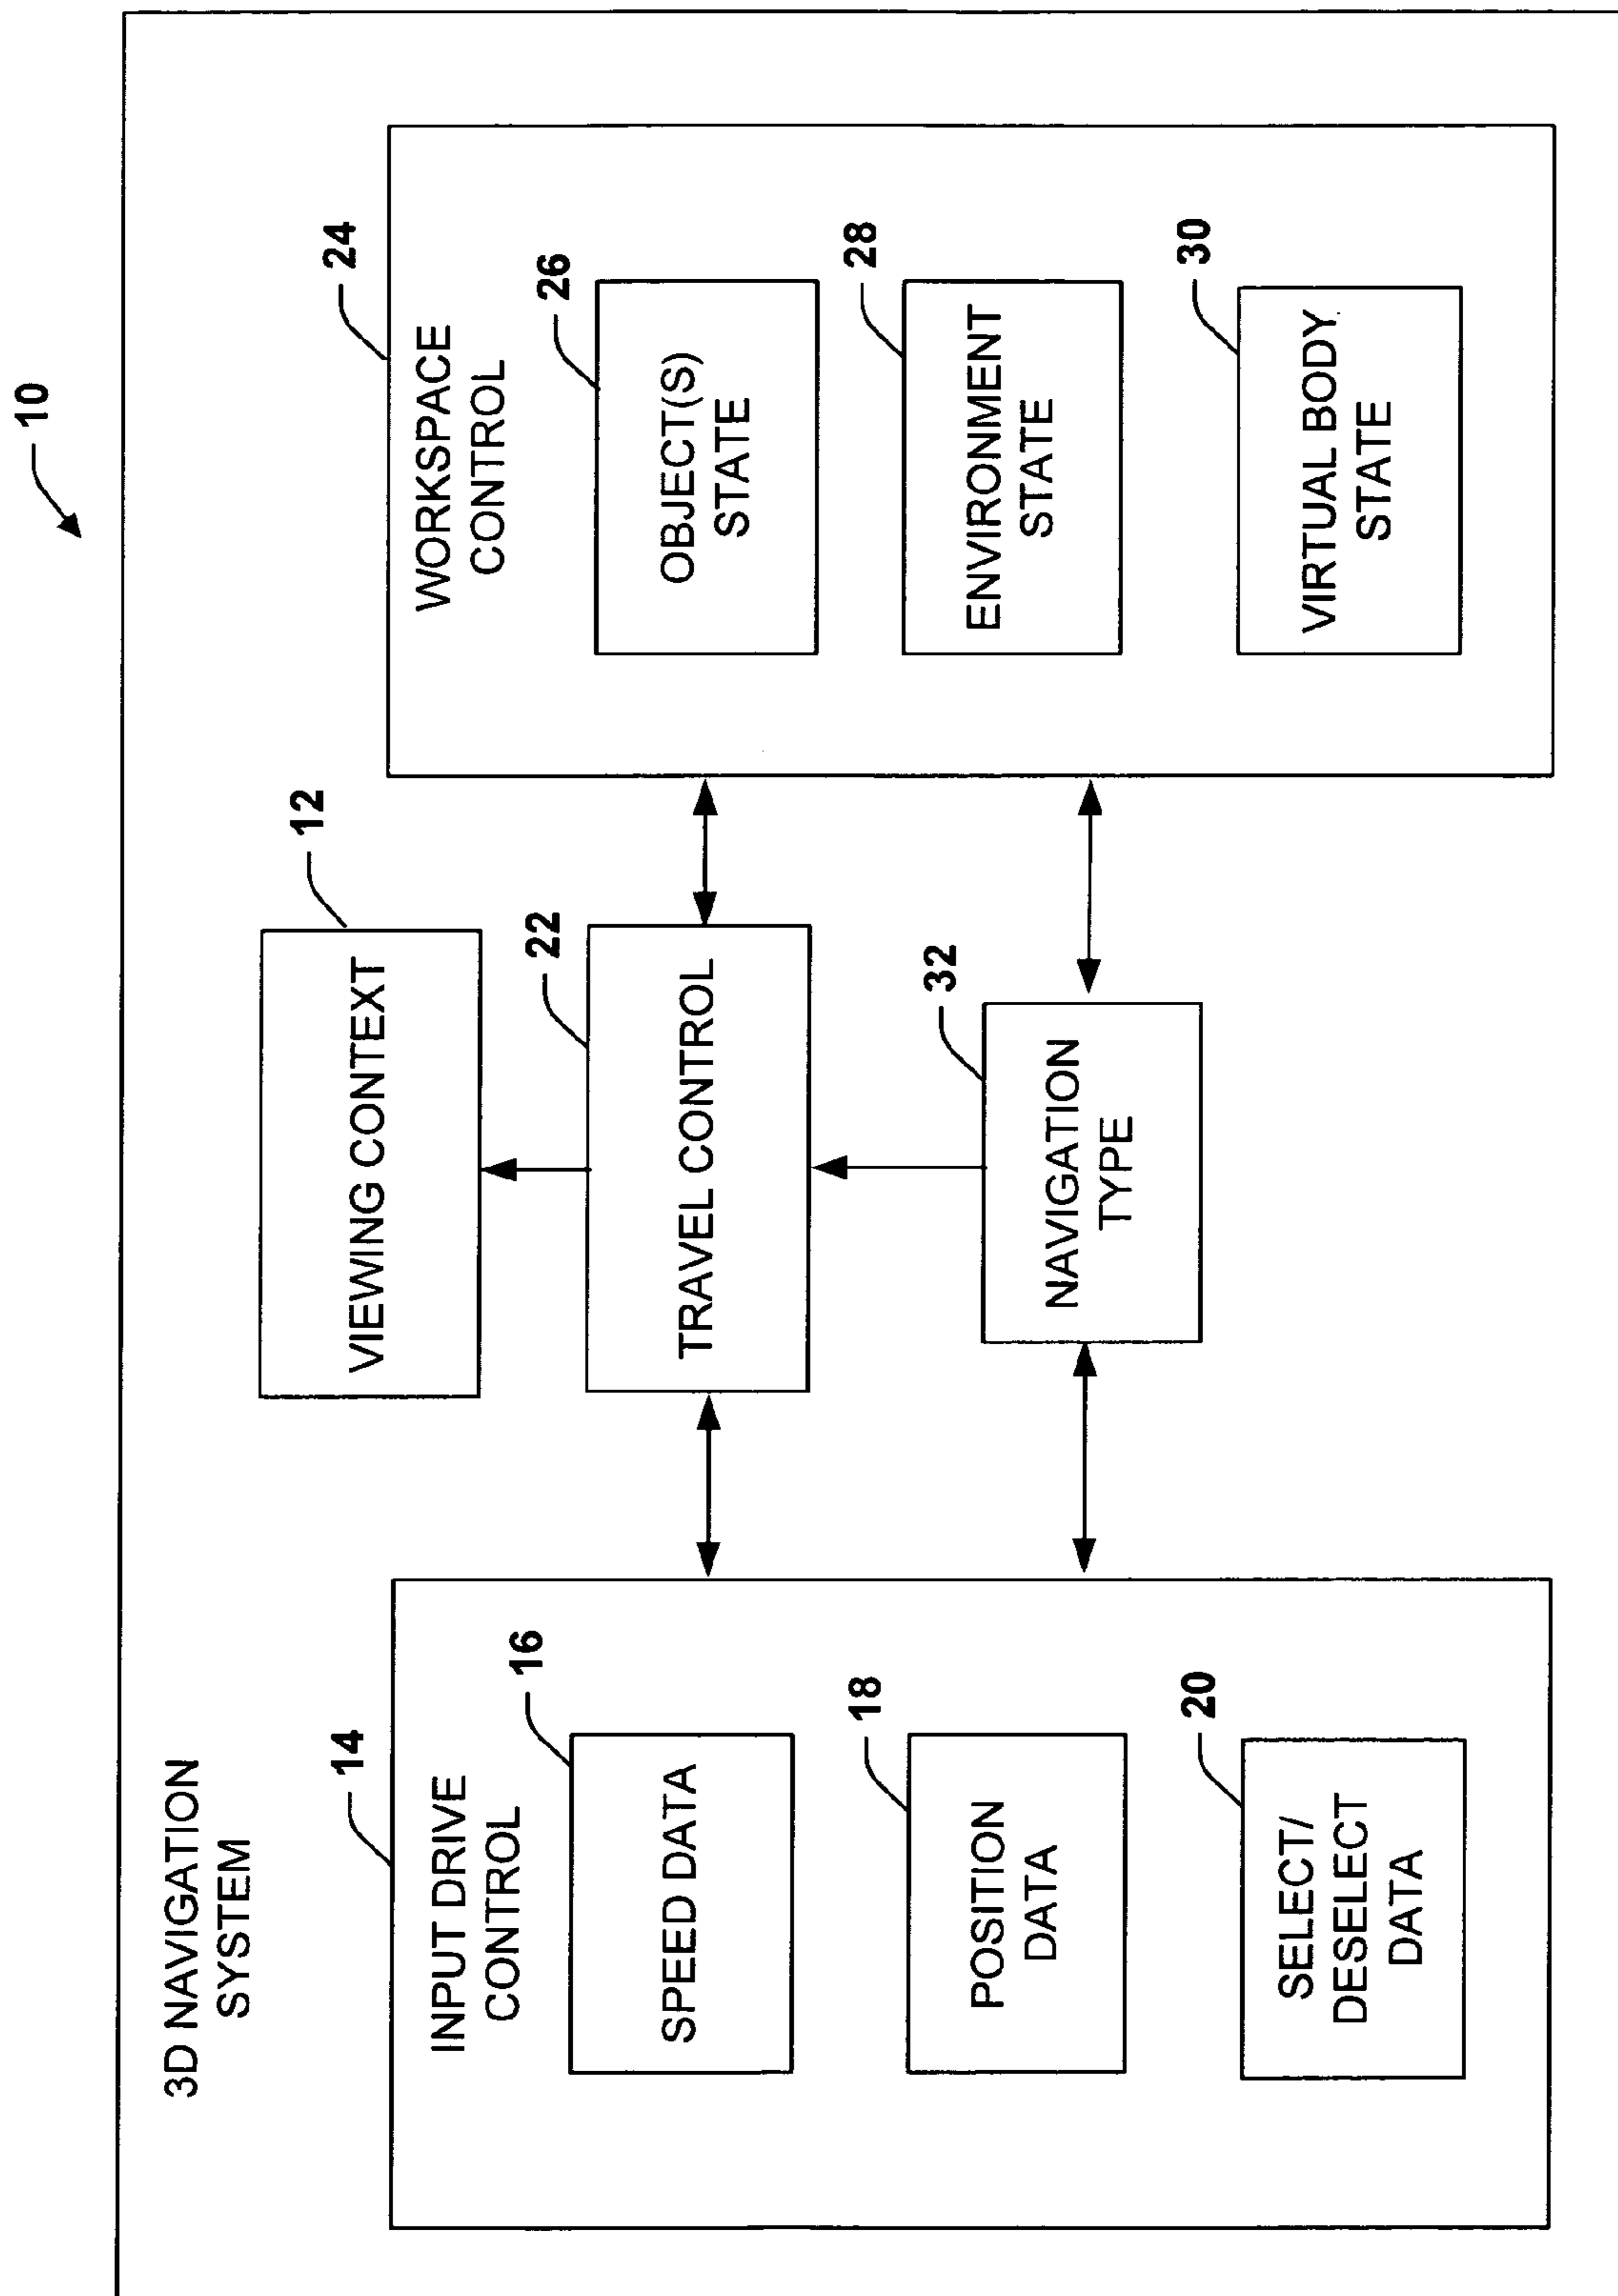 10
3D NAVIGATION
SYSTEM
14
INPUT DRIVE
CONTROL
16
SPEED DATA
18
POSITION
DATA
20
SELECT/
DESELECT
DATA
12
VIEWING CONTEXT
22
TRAVEL CONTROL
32
NAVIGATION
TYPE
24
WORKSPACE
CONTROL
26
OBJECT(S)
STATE
28
ENVIRONMENT
STATE
30
VIRTUAL BODY
STATE